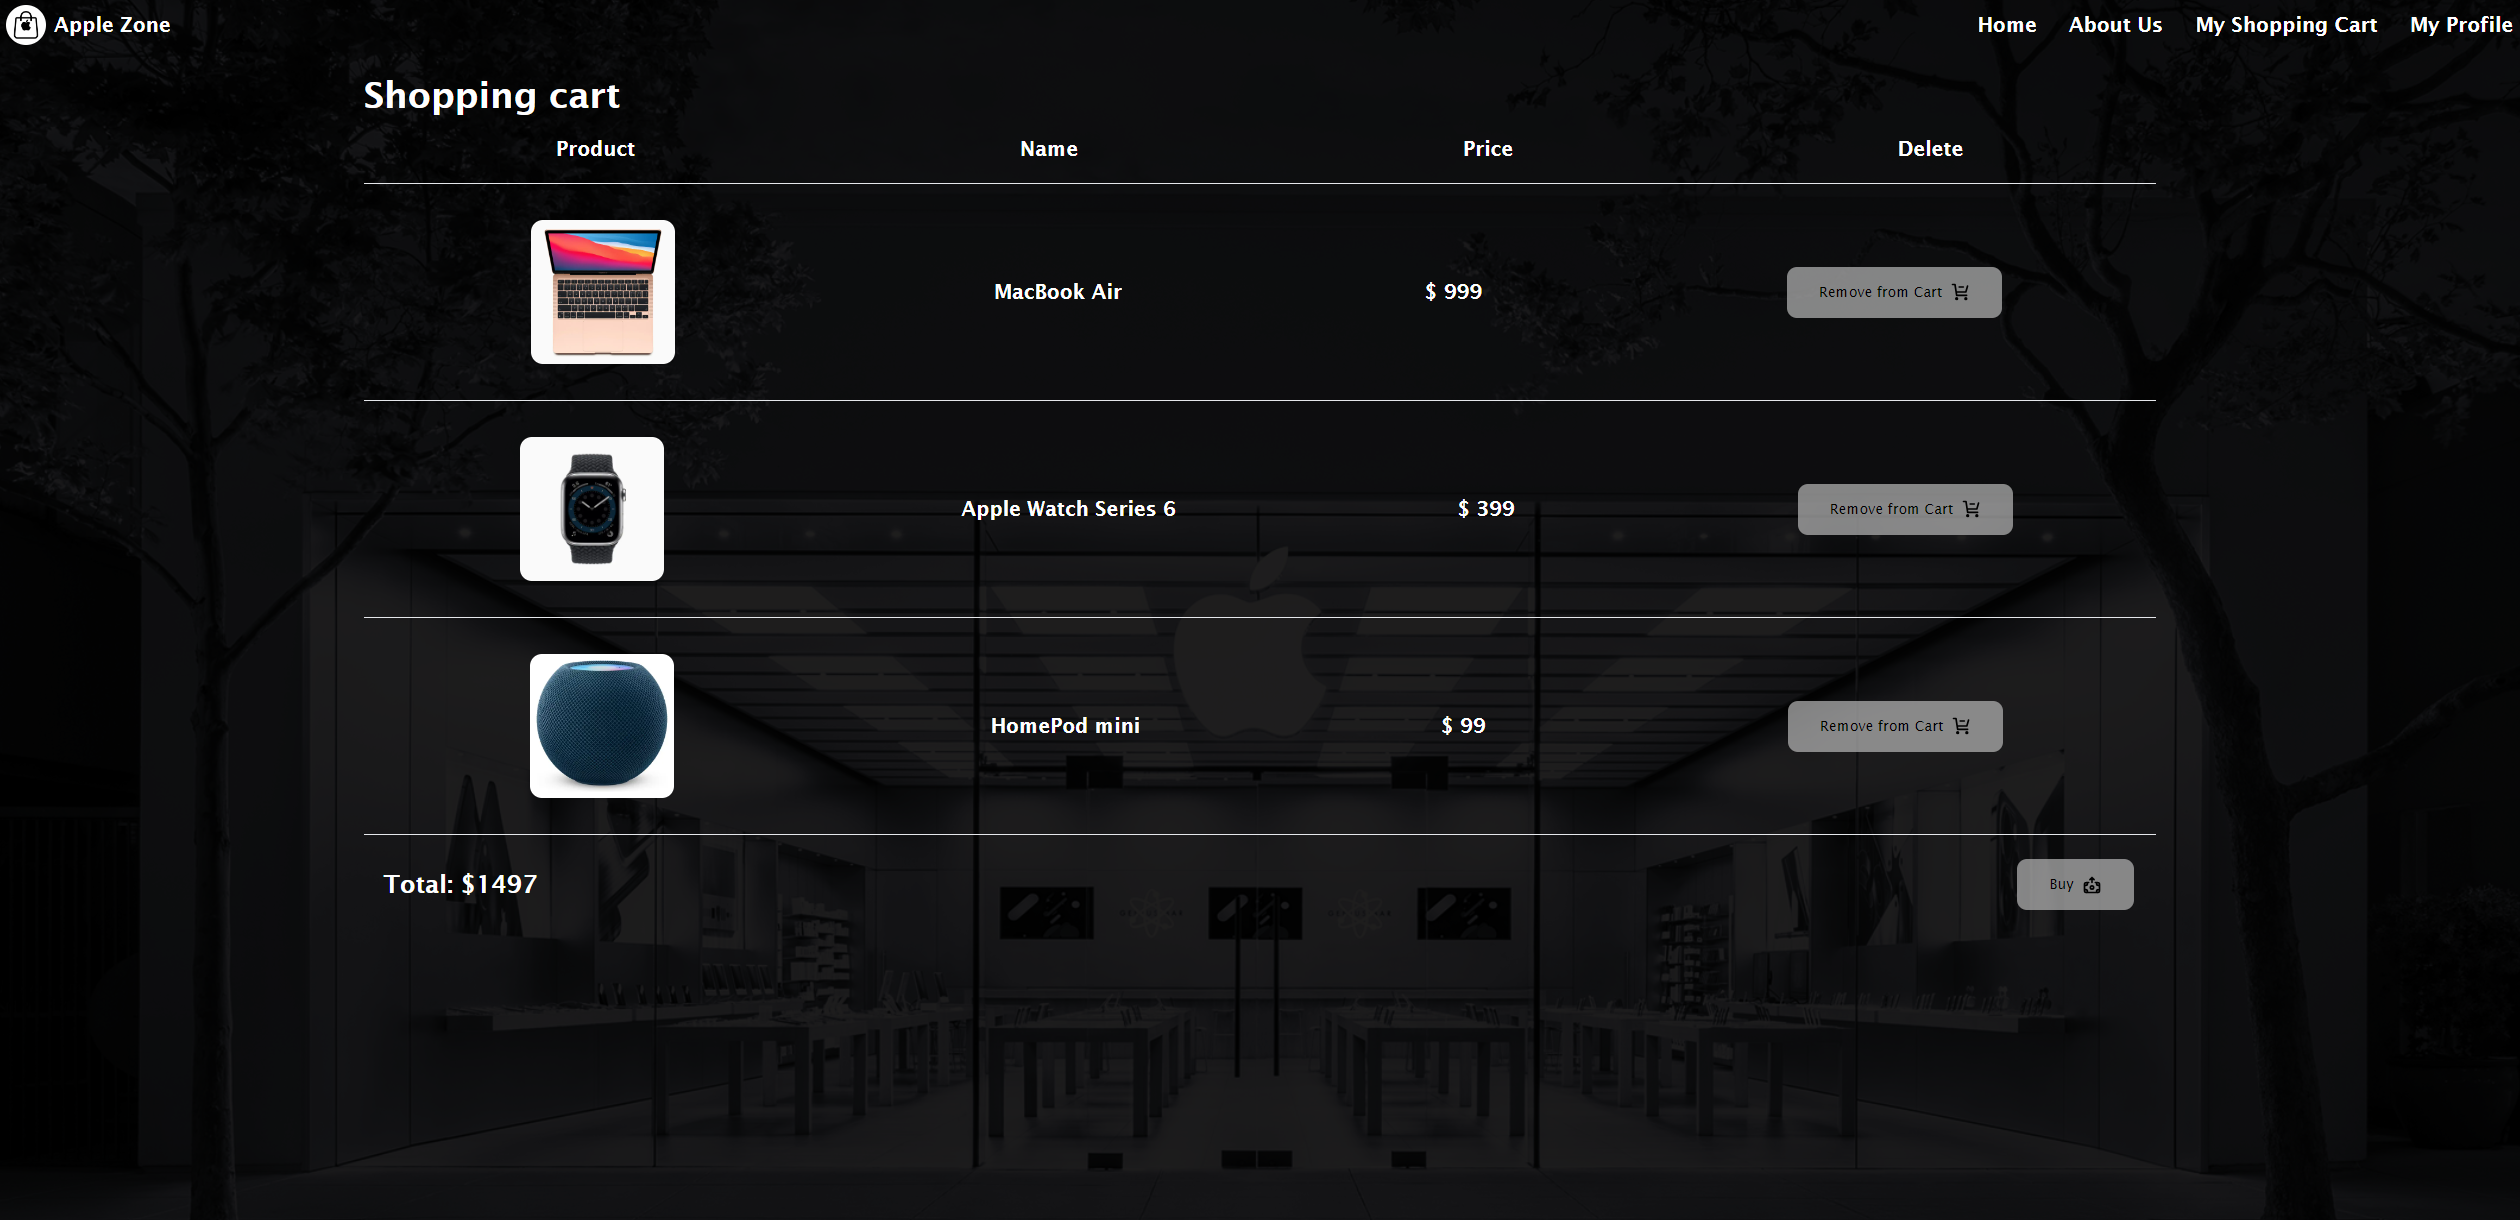 Apple Zone Home About Us My Shopping Cart My Profile
Shopping cart
Product Name Price Delete
MacBook Air $ 999 Remove from Cart
Apple Watch Series 6 $ 399 Remove from Cart
HomePod mini $ 99 Remove from Cart
Total: $1497 Buy